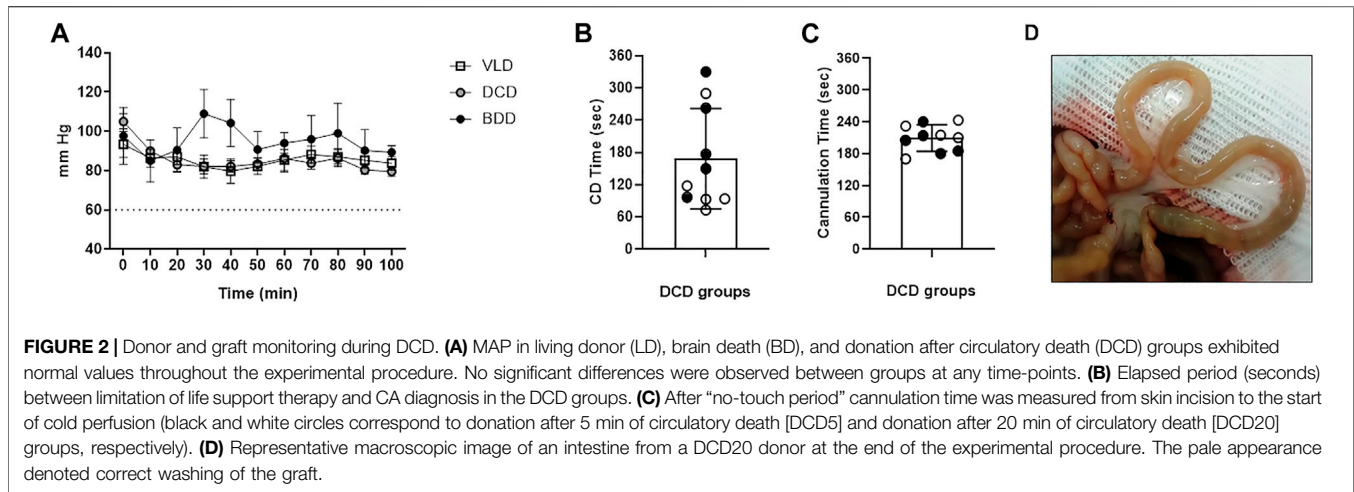 A
140
120
100
80
60
40
mm Hg
0 10 20 30 40 50 60 70 80 90 100
Time (min)
VLD
DCD
BDD
B
360
300
240
180
120
60
0
CD Time (sec)
DCD groups
C
360
300
240
180
120
60
0
Cannulation Time (sec)
DCD groups
D
FIGURE 2 | Donor and graft monitoring during DCD. (A) MAP in living donor (LD), brain death (BD), and donation after circulatory death (DCD) groups exhibited
normal values throughout the experimental procedure. No significant differences were observed between groups at any time-points. (B) Elapsed period (seconds)
between limitation of life support therapy and CA diagnosis in the DCD groups. (C) After “no-touch period” cannulation time was measured from skin incision to the start
of cold perfusion (black and white circles correspond to donation after 5 min of circulatory death [DCD5] and donation after 20 min of circulatory death [DCD20]
groups, respectively). (D) Representative macroscopic image of an intestine from a DCD20 donor at the end of the experimental procedure. The pale appearance
denoted correct washing of the graft.